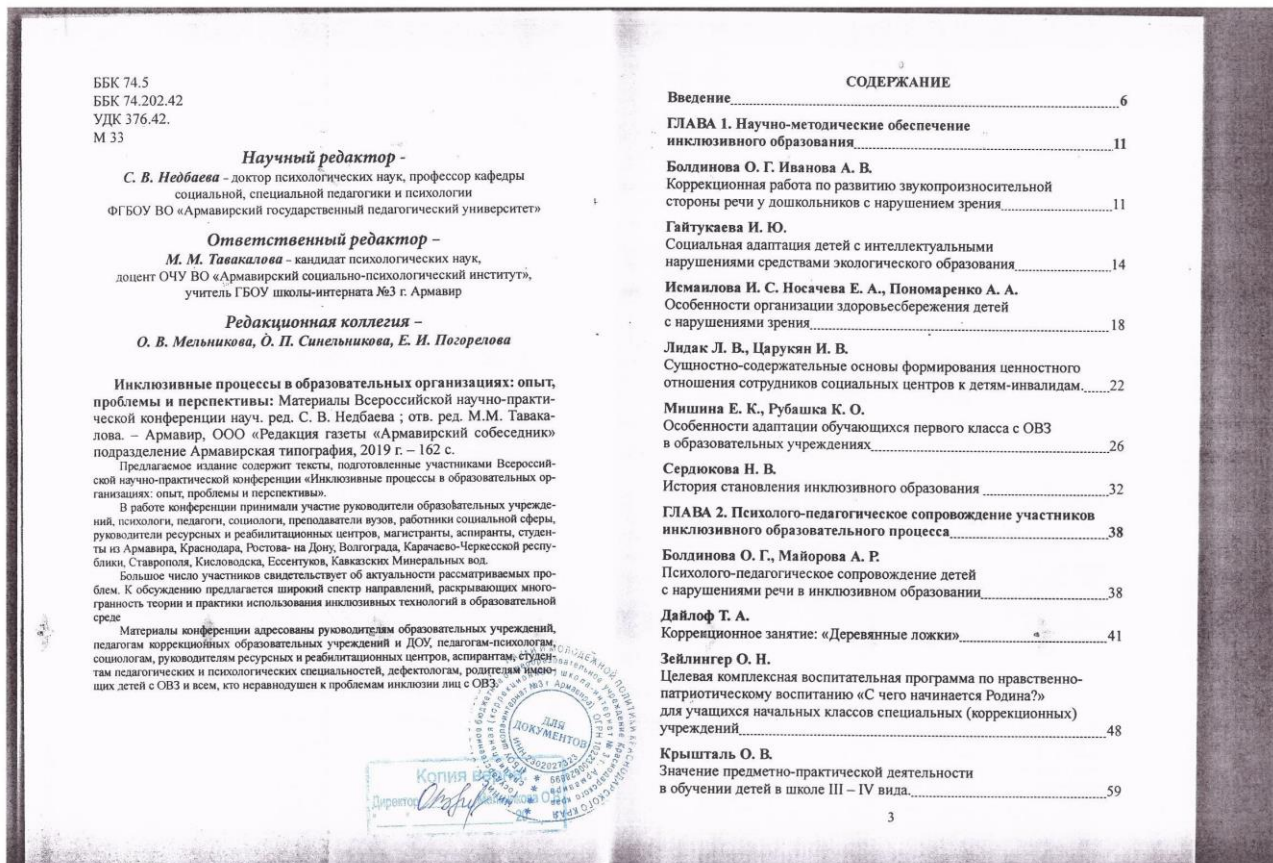 ББК 74.5
ББК 74.202.42
УДК 376.42.
М 33
Научный редактор -
С. В. Недбаева – доктор психологических наук, профессор кафедры
социальной, специальной педагогики и психологии
ФГБОУ ВО «Армавирский государственный педагогический университет»
Ответственный редактор –
М. М. Тавакалова – кандидат психологических наук,
доцент ОЧУ ВО «Армавирский социально-психологический институт»,
учитель ГБОУ школы-интерната №3 г. Армавир
Редакционная коллегия –
О. В. Мельникова, О. П. Синельникова, Е. И. Погорелова
Инклюзивные процессы в образовательных организациях: опыт,
проблемы и перспективы: Материалы Всероссийской научно-практи-
ческой конференции науч. ред. С. В. Недбаева ; отв. ред. М.М. Тавака-
лова. – Армавир, ООО «Редакция газеты «Армавирский собеседник»
подразделение Армавирская типография, 2019 г. – 162 с.
Предлагаемое издание содержит тексты, подготовленные участниками Всероссий-
ской научно-практической конференции «Инклюзивные процессы в образовательных ор-
ганизациях: опыт, проблемы и перспективы».
В работе конференции принимали участие руководители образовательных учрежде-
ний, психологи, педагоги, социологи, преподаватели вузов, работники социальной сферы,
руководители ресурсных и реабилитационных центров, магистранты, аспиранты, студен-
ты из Армавира, Краснодара, Ростова- на Дону, Волгограда, Карачаево-Черкесской респу-
блики, Ставрополя, Кисловодска, Ессентуков, Кавказских Минеральных вод.
Большое число участников свидетельствует об актуальности рассматриваемых про-
блем. К обсуждению предлагается широкий спектр направлений, раскрывающих много-
гранность теории и практики использования инклюзивных технологий в образовательной
среде
Материалы конференции адресованы руководителям образовательных учреждений,
педагогам коррекционных образовательных учреждений и ДОУ, педагогам-психологам,
социологам, руководителям ресурсных и реабилитационных центров, аспирантам, студен-
там педагогических и психологических специальностей, дефектологам, родителям имею-
щих детей с ОВЗ и всем, кто неравнодушен к проблемам инклюзии лиц с ОВЗ.
ДЛЯ
ДОКУМЕНТОВ
ИНН 2302027323
Копия
Директор
20
СОДЕРЖАНИЕ
Введение 6
ГЛАВА 1. Научно-методические обеспечение
инклюзивного образования 11
Болдинова О. Г. Иванова А. В.
Коррекционная работа по развитию звукопроизносительной
стороны речи у дошкольников с нарушением зрения 11
Гайтукаева И. Ю.
Социальная адаптация детей с интеллектуальными
нарушениями средствами экологического образования 14
Исмаилова И. С. Носачева Е. А., Пономаренко А. А.
Особенности организации здоровьесбережения детей
с нарушениями зрения 18
Лидак Л. В., Царукян И. В.
Сущностно-содержательные основы формирования ценностного
отношения сотрудников социальных центров к детям-инвалидам. 22
Мишина Е. К., Рубашка К. О.
Особенности адаптации обучающихся первого класса с ОВЗ
в образовательных учреждениях 26
Сердюкова Н. В.
История становления инклюзивного образования 32
ГЛАВА 2. Психолого-педагогическое сопровождение участников
инклюзивного образовательного процесса 38
Болдинова О. Г., Майорова А. Р.
Психолого-педагогическое сопровождение детей
с нарушениями речи в инклюзивном образовании 38
Дайлоф Т. А.
Коррекционное занятие: «Деревянные ложки» 41
Зейлингер О. Н.
Целевая комплексная воспитательная программа по нравственно-
патриотическому воспитанию «С чего начинается Родина?»
для учащихся начальных классов специальных (коррекционных)
учреждений 48
Крышталь О. В.
Значение предметно-практической деятельности
в обучении детей в школе III – IV вида. 59
3